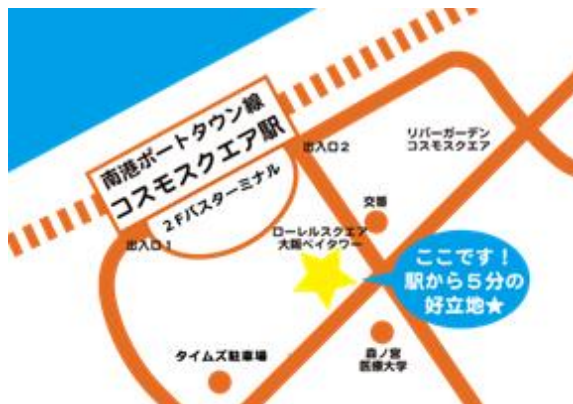 南港ポートタウン線
コスモスクエア駅
2Fバスターミナル
出入口1
出入口2
リバーガーデン
コスモスクエア
交番
ローレルスクエア
大阪ベイタワー
ここです!
駅から5分の
好立地★
タイムズ駐車場
森ノ宮
医療大学